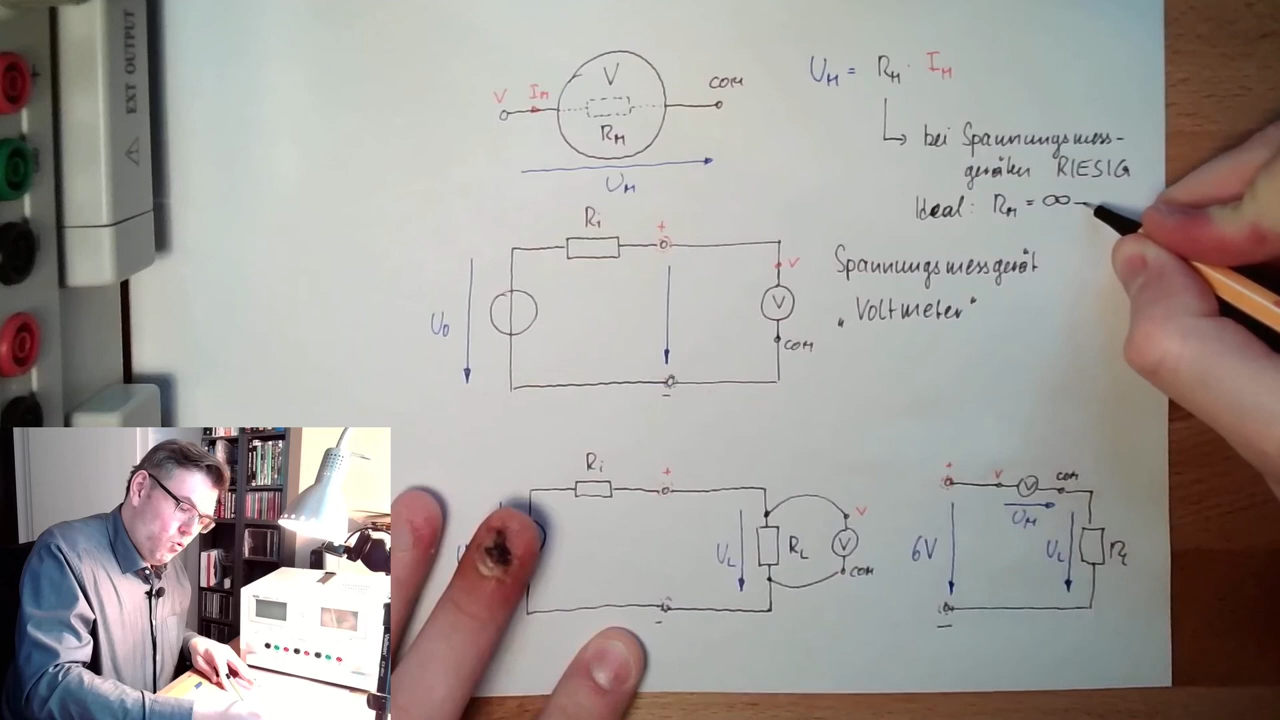 EXT OUTPUT
V
V
I_M
COM
R_M
U_M
U_M = R_M · I_M
bei Spannungsmess-
geräten RIESIG
Ideal: R_M = ∞
R_i
+
U_0
V
V
COM
-
Spannungsmessgerät
„Voltmeter"
R_i
+
U_L
R_L
V
V
COM
-
+
V
V
COM
U_M
6V
U_L
R_L
-